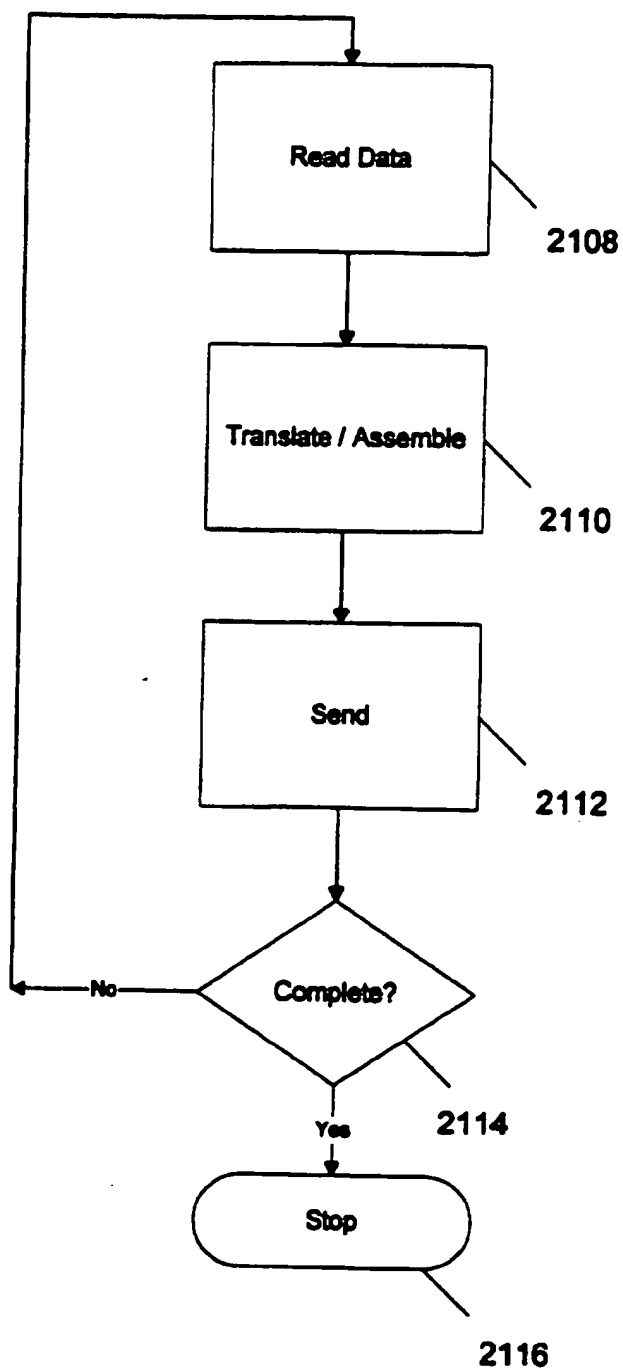 Read Data
2108
Translate / Assemble
2110
Send
2112
Complete?
No
2114
Yes
Stop
2116